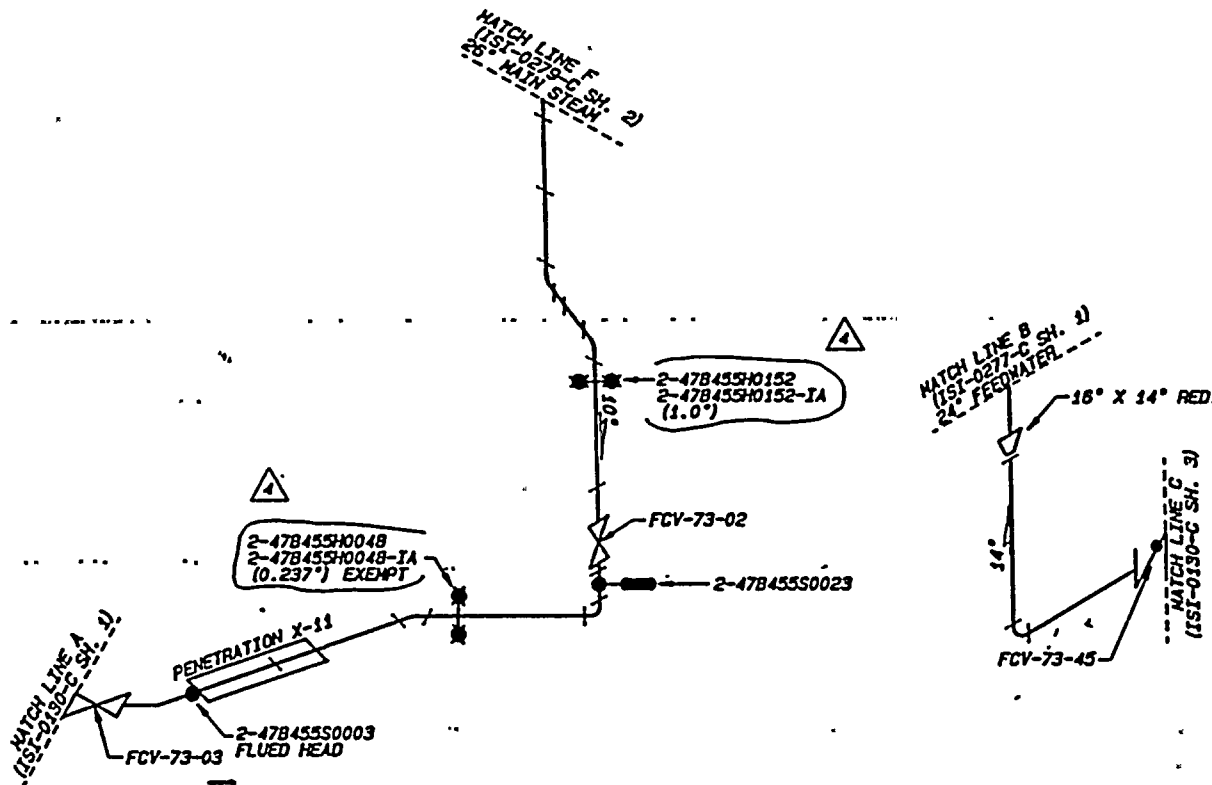 MATCH LINE F
(ISI-0279-C SH. 2)
26" MAIN STEAM
4
2-47B455H0152
2-47B455H0152-IA
(1.0")
10"
MATCH LINE B
(ISI-0277-C SH. 1)
24" FEEDWATER
16" X 14" RED.
MATCH LINE C
(ISI-0130-C SH. 3)
14"
FCV-73-45
4
2-47B455H0048
2-47B455H0048-IA
(0.237") EXEMPT
FCV-73-02
2-47B455S0023
PENETRATION X-11
MATCH LINE A
(ISI-0130-C SH. 1)
2-47B455S0003
FLUED HEAD
FCV-73-03